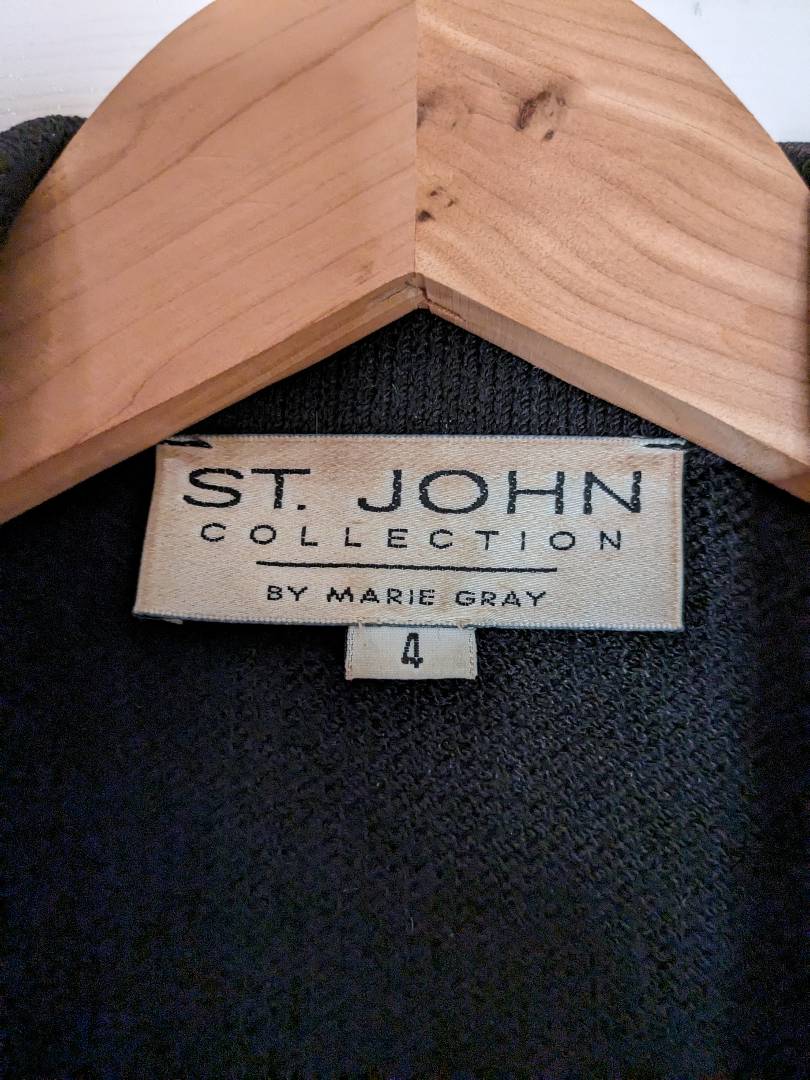 ST. JOHN
COLLECTION
BY MARIE GRAY
4